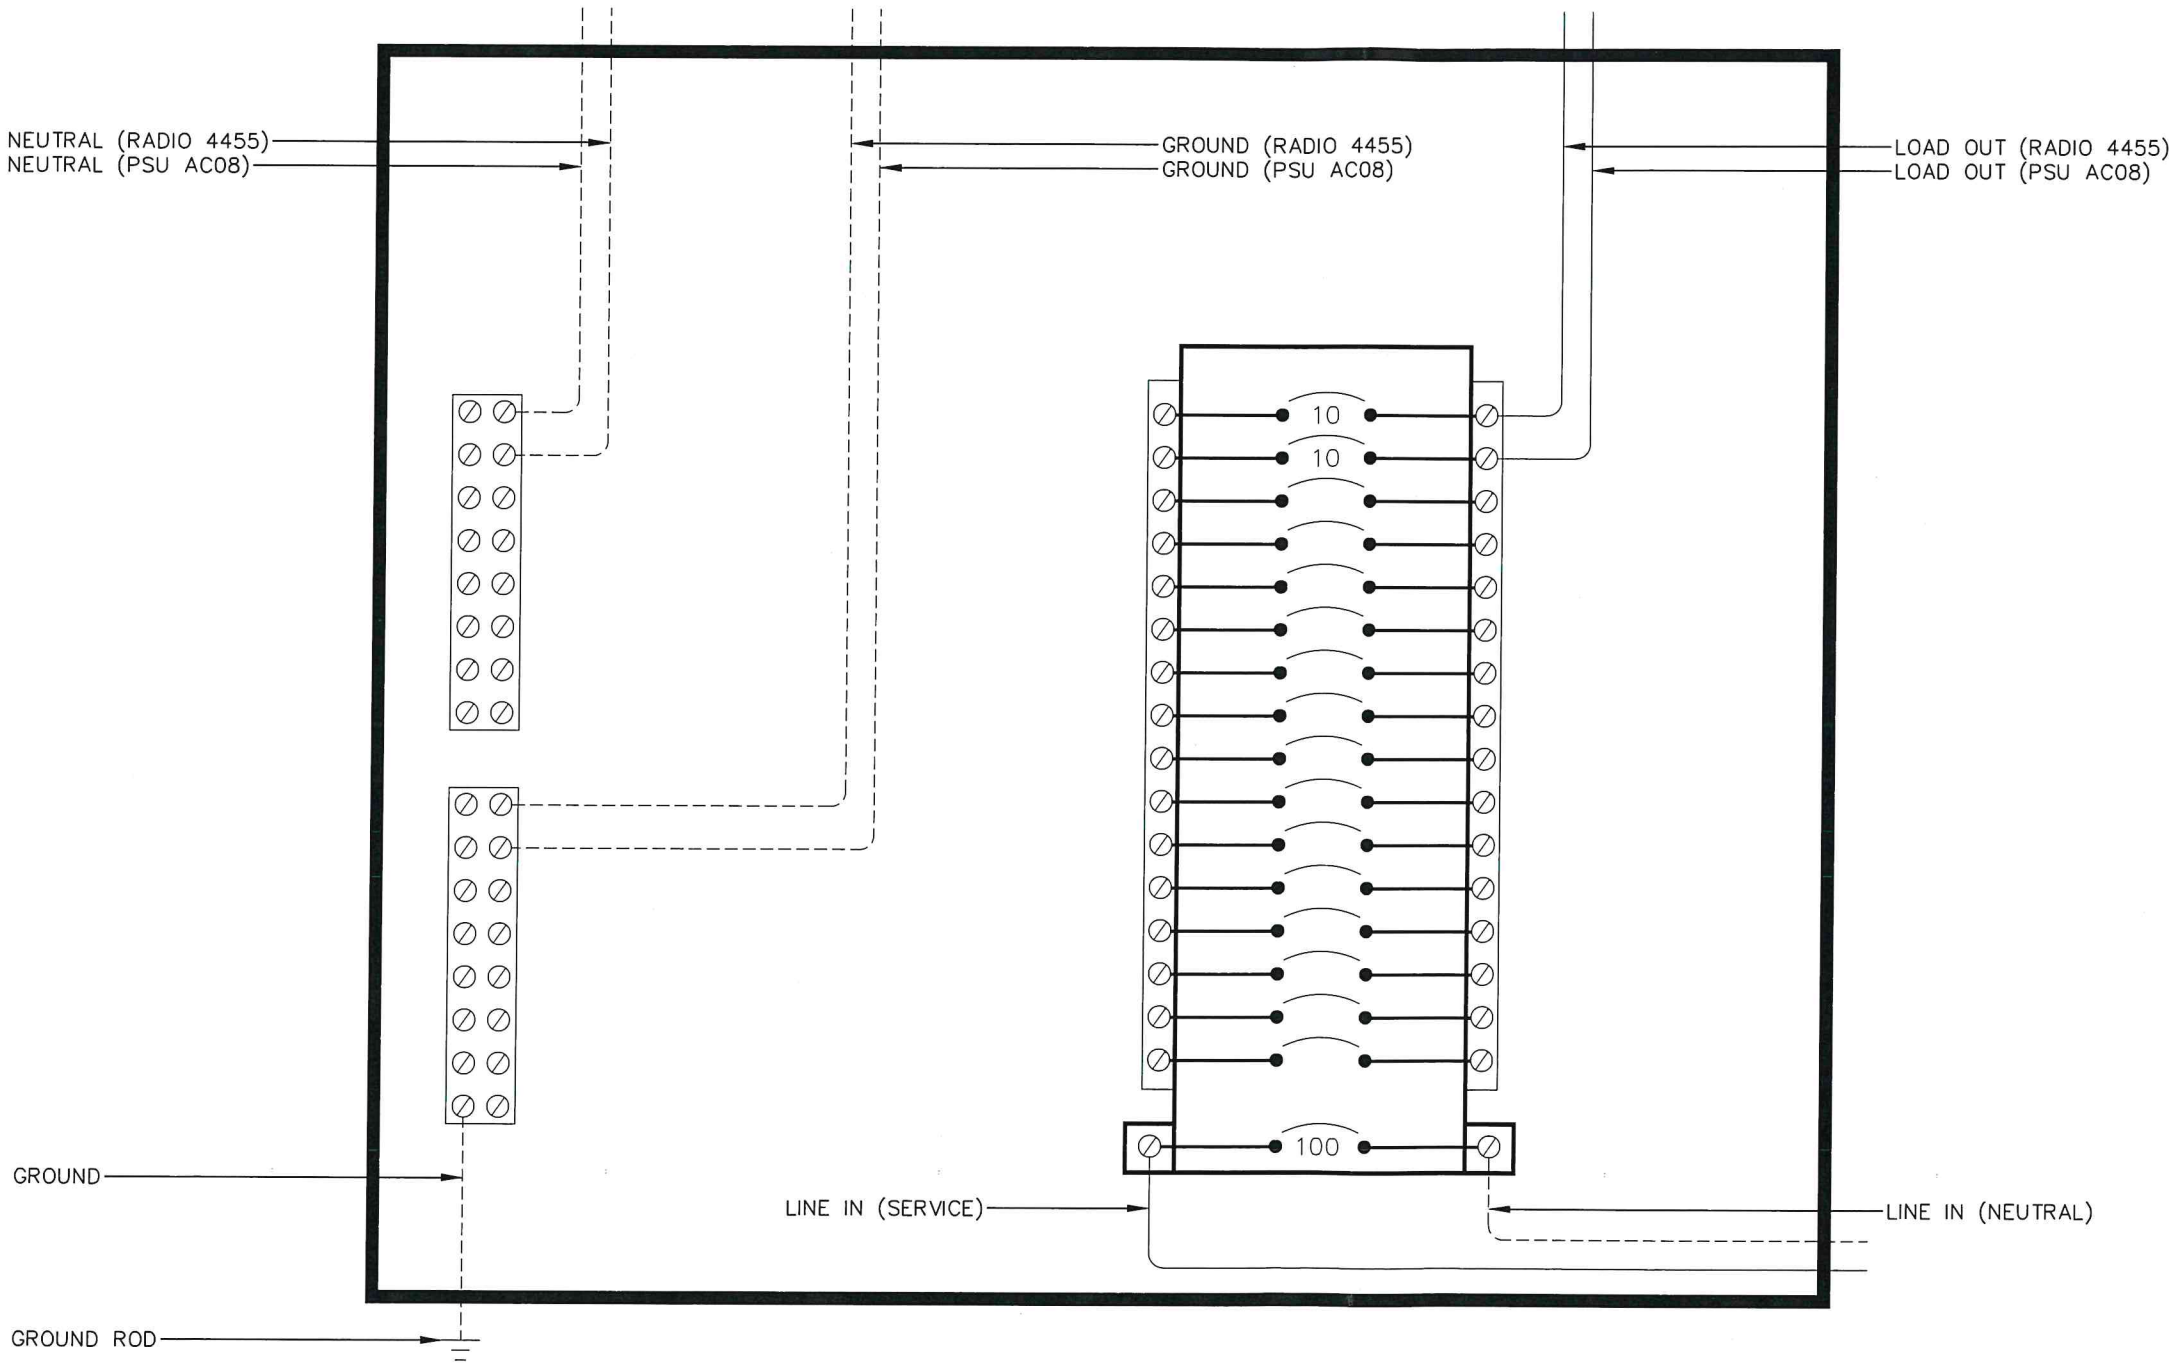 NEUTRAL (RADIO 4455)
NEUTRAL (PSU AC08)
GROUND (RADIO 4455)
GROUND (PSU AC08)
LOAD OUT (RADIO 4455)
LOAD OUT (PSU AC08)
10
10
100
GROUND
LINE IN (SERVICE)
LINE IN (NEUTRAL)
GROUND ROD